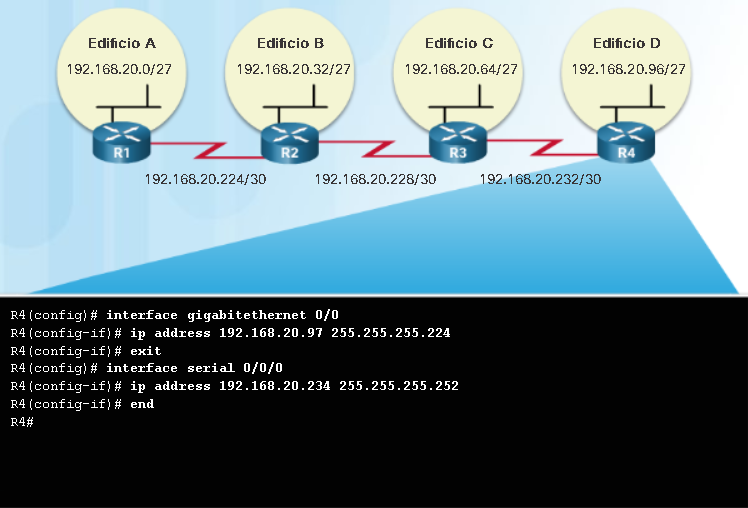 Edificio A
Edificio B
Edificio C
Edificio D
192.168.20.0/27
192.168.20.32/27
192.168.20.64/27
192.168.20.96/27
R1
R2
R3
R4
192.168.20.224/30
192.168.20.228/30
192.168.20.232/30
R4(config)# interface gigabitethernet 0/0
R4(config-if)# ip address 192.168.20.97 255.255.255.224
R4(config-if)# exit
R4(config)# interface serial 0/0/0
R4(config-if)# ip address 192.168.20.234 255.255.255.252
R4(config-if)# end
R4#